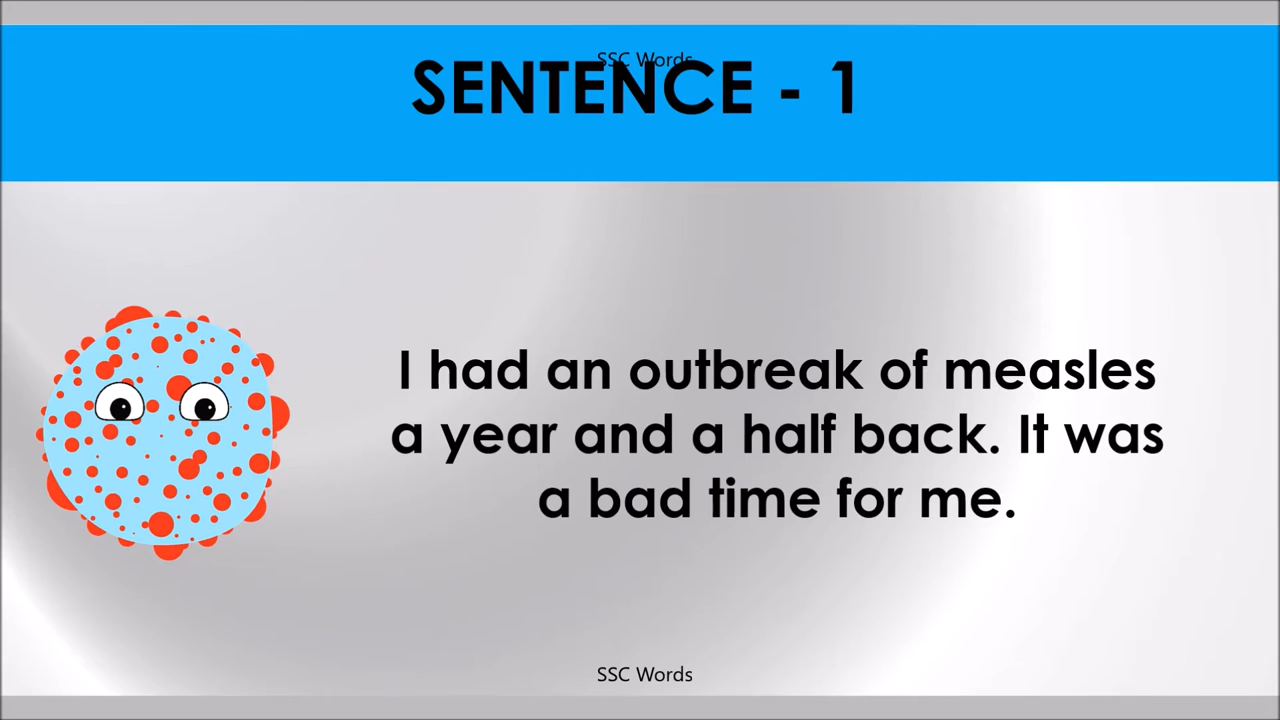 SSC Words
SENTENCE - 1
I had an outbreak of measles
a year and a half back. It was
a bad time for me.
SSC Words